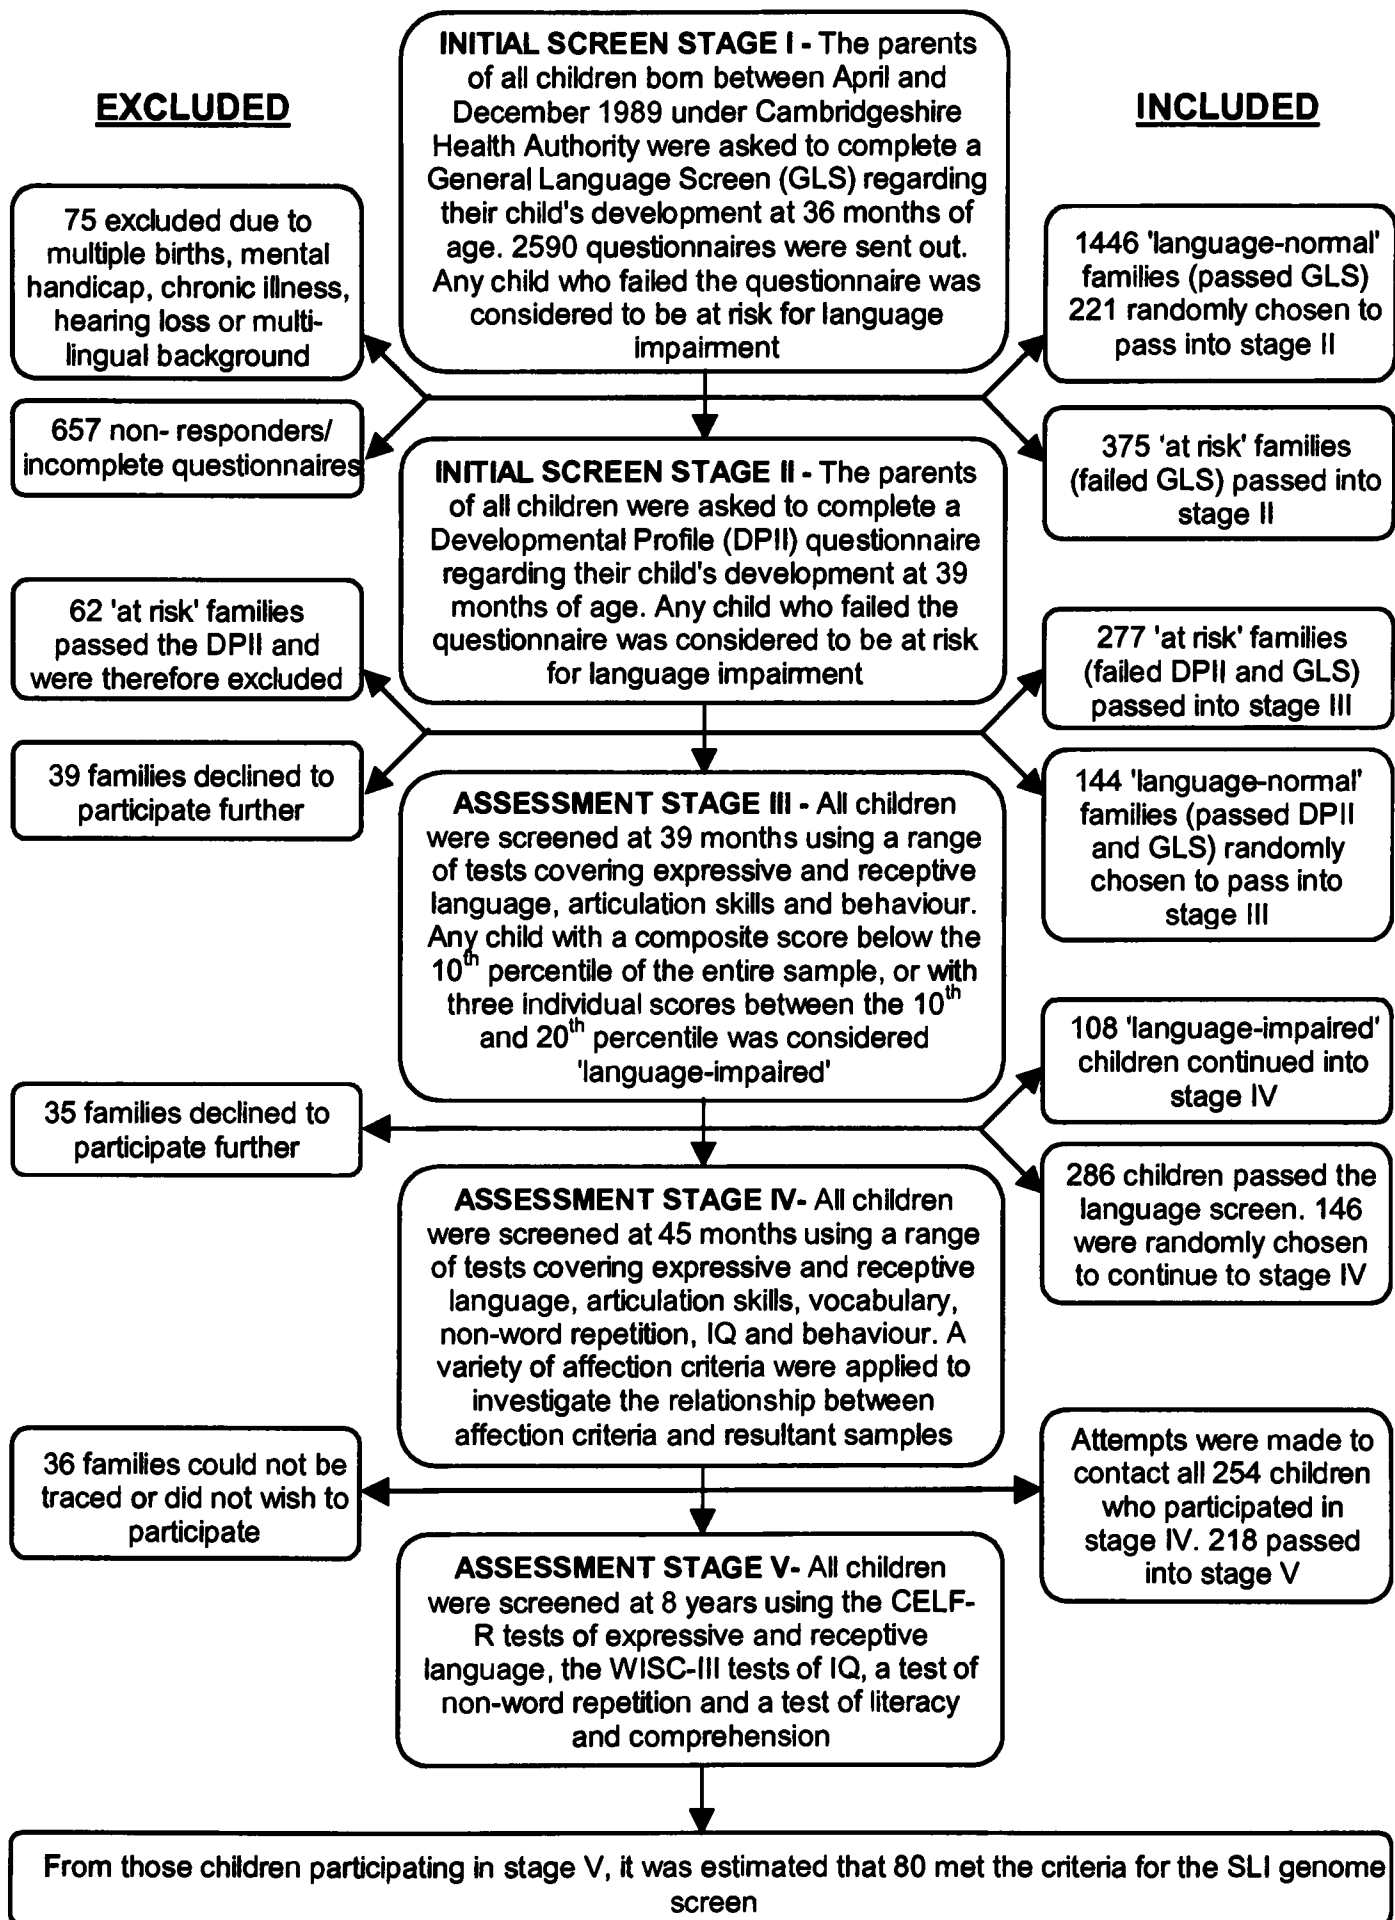 INITIAL SCREEN STAGE I - The parents
of all children born between April and
December 1989 under Cambridgeshire
Health Authority were asked to complete a
General Language Screen (GLS) regarding
their child's development at 36 months of
age. 2590 questionnaires were sent out.
Any child who failed the questionnaire was
considered to be at risk for language
impairment
EXCLUDED
INCLUDED
75 excluded due to
multiple births, mental
handicap, chronic illness,
hearing loss or multi-
lingual background
1446 'language-normal'
families (passed GLS)
221 randomly chosen to
pass into stage II
657 non- responders/
incomplete questionnaires
375 'at risk' families
(failed GLS) passed into
stage II
INITIAL SCREEN STAGE II - The parents
of all children were asked to complete a
Developmental Profile (DPII) questionnaire
regarding their child's development at 39
months of age. Any child who failed the
questionnaire was considered to be at risk
for language impairment
62 'at risk' families
passed the DPII and
were therefore excluded
277 'at risk' families
(failed DPII and GLS)
passed into stage III
39 families declined to
participate further
144 'language-normal'
families (passed DPII
and GLS) randomly
chosen to pass into
stage III
ASSESSMENT STAGE III - All children
were screened at 39 months using a range
of tests covering expressive and receptive
language, articulation skills and behaviour.
Any child with a composite score below the
10th percentile of the entire sample, or with
three individual scores between the 10th
and 20th percentile was considered
'language-impaired'
108 'language-impaired'
children continued into
stage IV
35 families declined to
participate further
286 children passed the
language screen. 146
were randomly chosen
to continue to stage IV
ASSESSMENT STAGE IV- All children
were screened at 45 months using a range
of tests covering expressive and receptive
language, articulation skills, vocabulary,
non-word repetition, IQ and behaviour. A
variety of affection criteria were applied to
investigate the relationship between
affection criteria and resultant samples
36 families could not be
traced or did not wish to
participate
Attempts were made to
contact all 254 children
who participated in
stage IV. 218 passed
into stage V
ASSESSMENT STAGE V- All children
were screened at 8 years using the CELF-
R tests of expressive and receptive
language, the WISC-III tests of IQ, a test of
non-word repetition and a test of literacy
and comprehension
From those children participating in stage V, it was estimated that 80 met the criteria for the SLI genome
screen